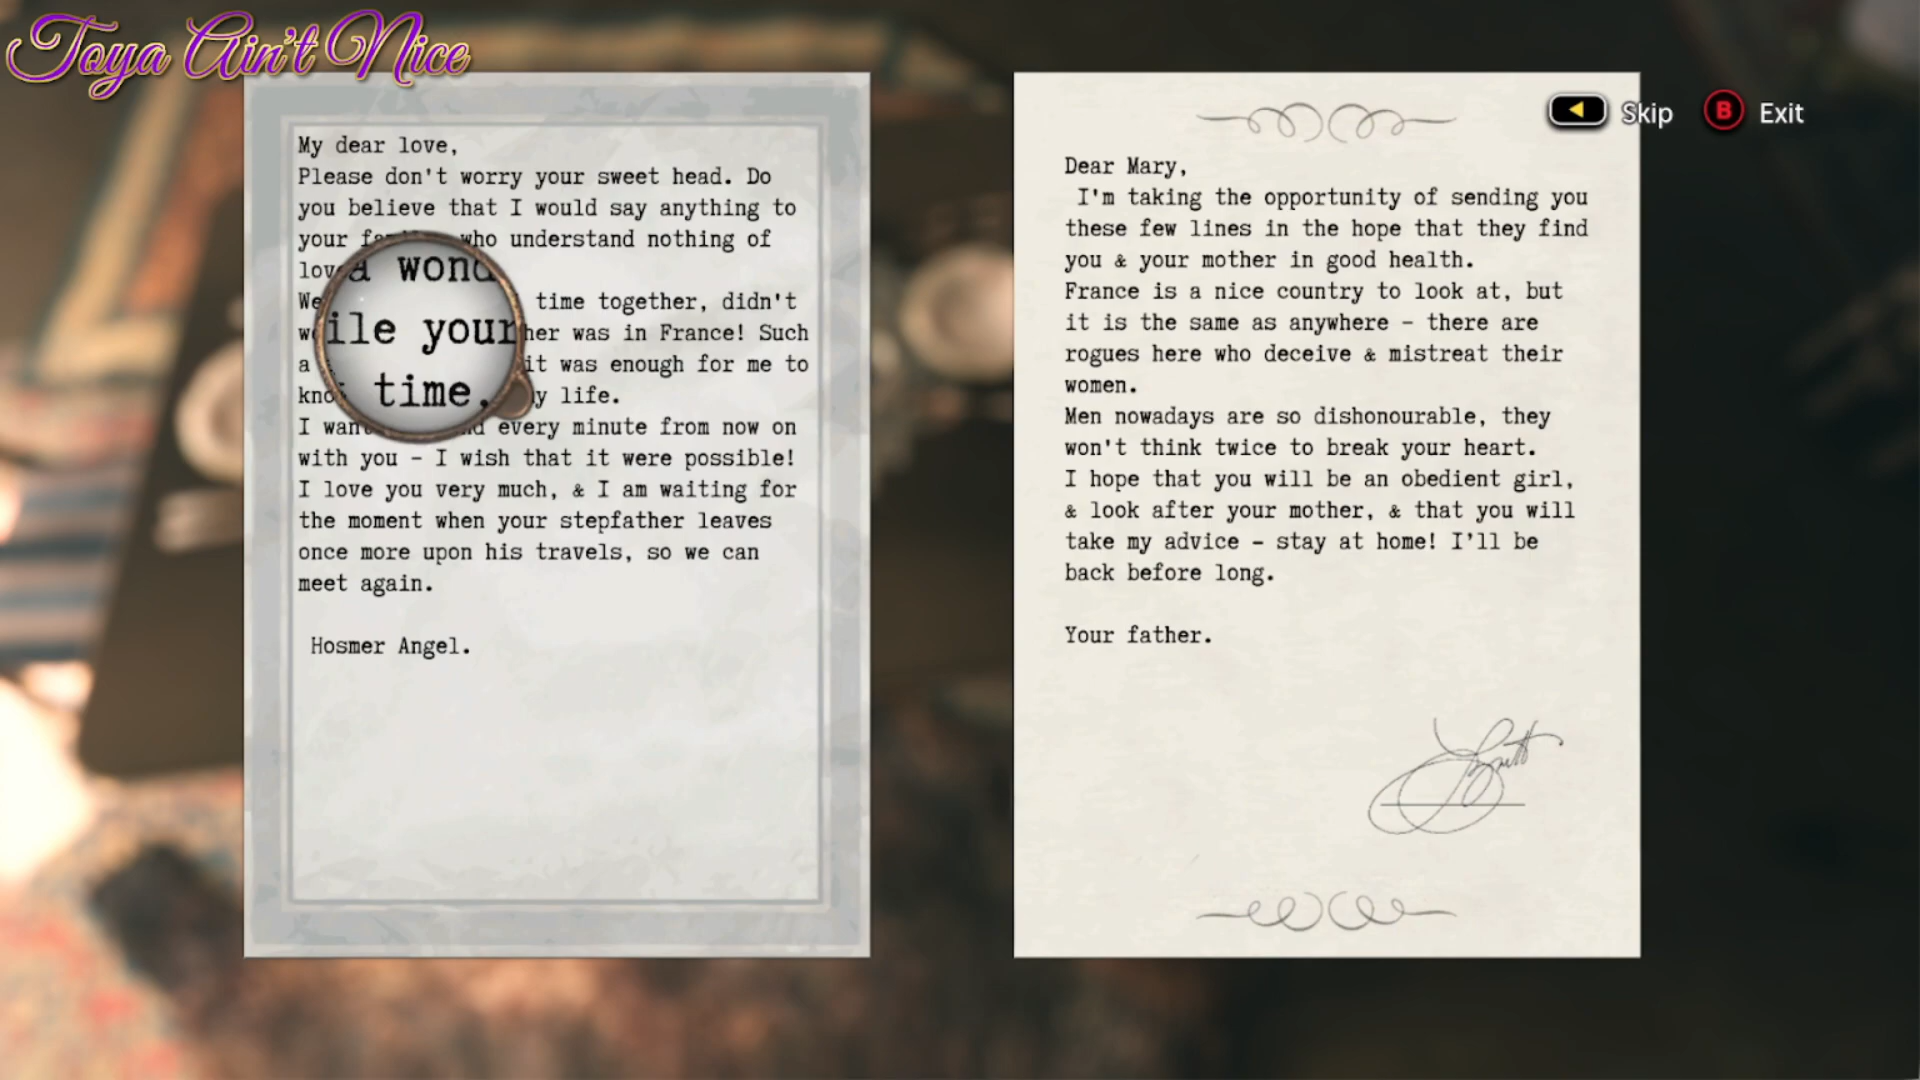 Toya Ain't Nice
Skip
Exit
B
My dear love,
Please don't worry your sweet head. Do
you believe that I would say anything to
your who understand nothing of
a wond
time together, didn't
ile your
her was in France! Such
a it was enough for me to
time.
y life.
I every minute from now on
with you - I wish that it were possible!
I love you very much, & I am waiting for
the moment when your stepfather leaves
once more upon his travels, so we can
meet again.
Hosmer Angel.
Dear Mary,
I'm taking the opportunity of sending you
these few lines in the hope that they find
you & your mother in good health.
France is a nice country to look at, but
it is the same as anywhere - there are
rogues here who deceive & mistreat their
women.
Men nowadays are so dishonourable, they
won't think twice to break your heart.
I hope that you will be an obedient girl,
& look after your mother, & that you will
take my advice - stay at home! I'll be
back before long.
Your father.